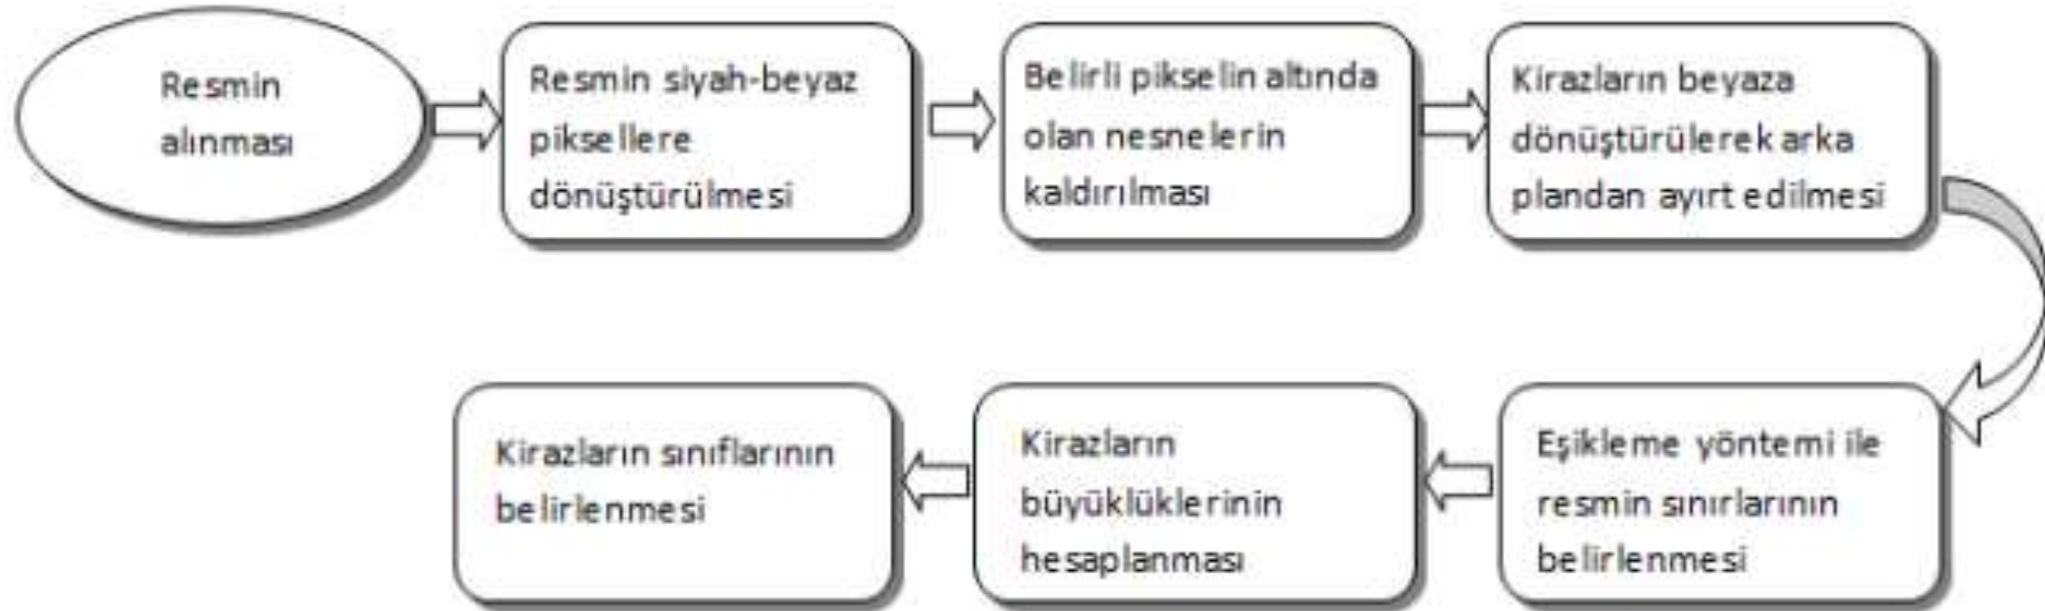 Resmin
alınması
Resmin siyah-beyaz
piksellere
dönüştürülmesi
Belirli pikselin altında
olan nesnelerin
kaldırılması
Kirazların beyaza
dönüştürülerek arka
plandan ayırt edilmesi
Eşikleme yöntemi ile
resmin sınırlarının
belirlenmesi
Kirazların
büyüklüklerinin
hesaplanması
Kirazların sınıflarının
belirlenmesi